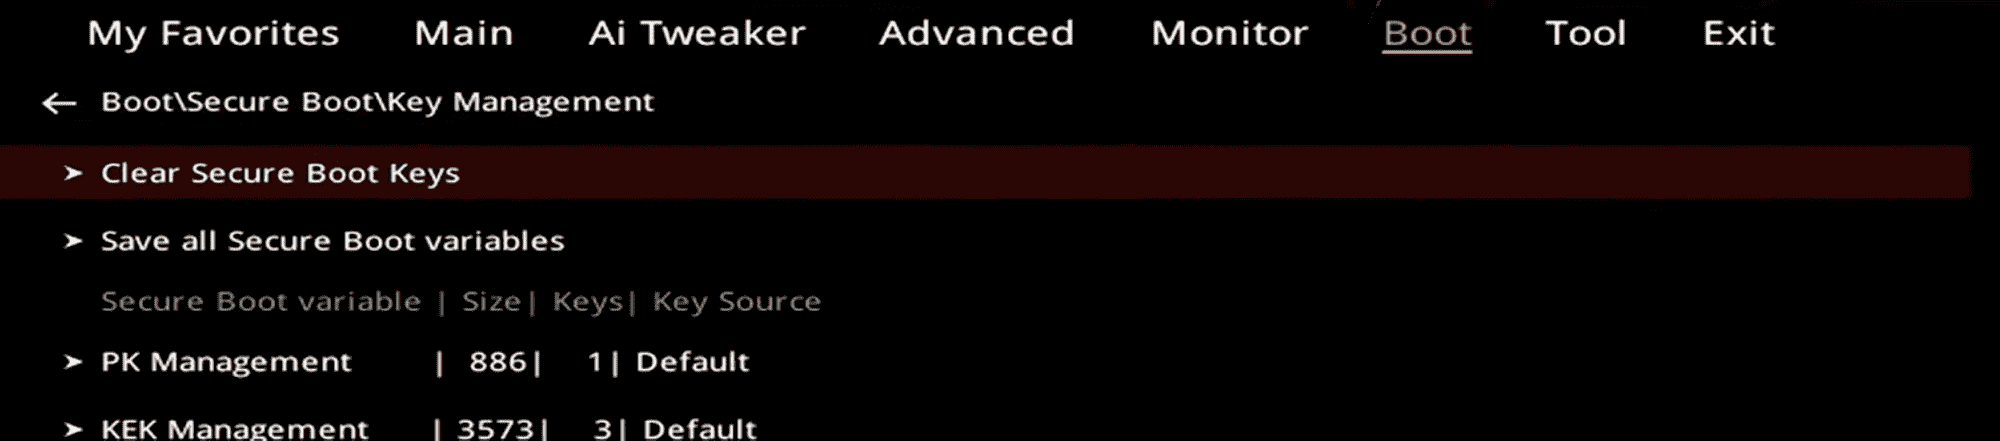 My Favorites Main Ai Tweaker Advanced Monitor Boot Tool Exit
← Boot\Secure Boot\Key Management
➤ Clear Secure Boot Keys
➤ Save all Secure Boot variables
Secure Boot variable | Size| Keys| Key Source
➤ PK Management | 886| 1| Default
➤ KEK Management | 3573| 3| Default